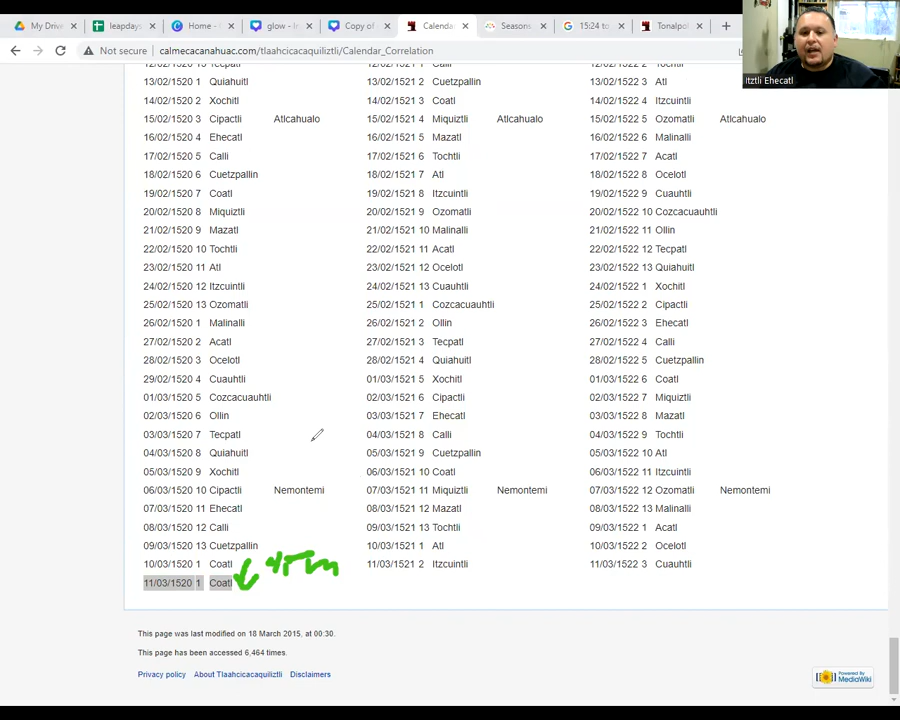 My Drive
leapdays
Home -
glow - In
Copy of
Calendar
Seasons
15:24 to
Tonalpol
Not secure | calmecacanahuac.com/tlaahcicacaquiliztli/Calendar_Correlation
Itztli Ehecatl
13/02/1520 1 Quiahuitl 13/02/1521 2 Cuetzpallin 13/02/1522 3 Atl
14/02/1520 2 Xochitl 14/02/1521 3 Coatl 14/02/1522 4 Itzcuintli
15/02/1520 3 Cipactli Atlcahualo 15/02/1521 4 Miquiztli Atlcahualo 15/02/1522 5 Ozomatli Atlcahualo
16/02/1520 4 Ehecatl 16/02/1521 5 Mazatl 16/02/1522 6 Malinalli
17/02/1520 5 Calli 17/02/1521 6 Tochtli 17/02/1522 7 Acatl
18/02/1520 6 Cuetzpallin 18/02/1521 7 Atl 18/02/1522 8 Ocelotl
19/02/1520 7 Coatl 19/02/1521 8 Itzcuintli 19/02/1522 9 Cuauhtli
20/02/1520 8 Miquiztli 20/02/1521 9 Ozomatli 20/02/1522 10 Cozcacuauhtli
21/02/1520 9 Mazatl 21/02/1521 10 Malinalli 21/02/1522 11 Ollin
22/02/1520 10 Tochtli 22/02/1521 11 Acatl 22/02/1522 12 Tecpatl
23/02/1520 11 Atl 23/02/1521 12 Ocelotl 23/02/1522 13 Quiahuitl
24/02/1520 12 Itzcuintli 24/02/1521 13 Cuauhtli 24/02/1522 1 Xochitl
25/02/1520 13 Ozomatli 25/02/1521 1 Cozcacuauhtli 25/02/1522 2 Cipactli
26/02/1520 1 Malinalli 26/02/1521 2 Ollin 26/02/1522 3 Ehecatl
27/02/1520 2 Acatl 27/02/1521 3 Tecpatl 27/02/1522 4 Calli
28/02/1520 3 Ocelotl 28/02/1521 4 Quiahuitl 28/02/1522 5 Cuetzpallin
29/02/1520 4 Cuauhtli 01/03/1521 5 Xochitl 01/03/1522 6 Coatl
01/03/1520 5 Cozcacuauhtli 02/03/1521 6 Cipactli 02/03/1522 7 Miquiztli
02/03/1520 6 Ollin 03/03/1521 7 Ehecatl 03/03/1522 8 Mazatl
03/03/1520 7 Tecpatl 04/03/1521 8 Calli 04/03/1522 9 Tochtli
04/03/1520 8 Quiahuitl 05/03/1521 9 Cuetzpallin 05/03/1522 10 Atl
05/03/1520 9 Xochitl 06/03/1521 10 Coatl 06/03/1522 11 Itzcuintli
06/03/1520 10 Cipactli Nemontemi 07/03/1521 11 Miquiztli Nemontemi 07/03/1522 12 Ozomatli Nemontemi
07/03/1520 11 Ehecatl 08/03/1521 12 Mazatl 08/03/1522 13 Malinalli
08/03/1520 12 Calli 09/03/1521 13 Tochtli 09/03/1522 1 Acatl
09/03/1520 13 Cuetzpallin 10/03/1521 1 Atl 10/03/1522 2 Ocelotl
10/03/1520 1 Coatl 11/03/1521 2 Itzcuintli 11/03/1522 3 Cuauhtli
11/03/1520 1 Coatl
This page was last modified on 18 March 2015, at 00:30.
This page has been accessed 6,464 times.
Privacy policy About Tlaahcicacaquiliztli Disclaimers
Powered By
MediaWiki